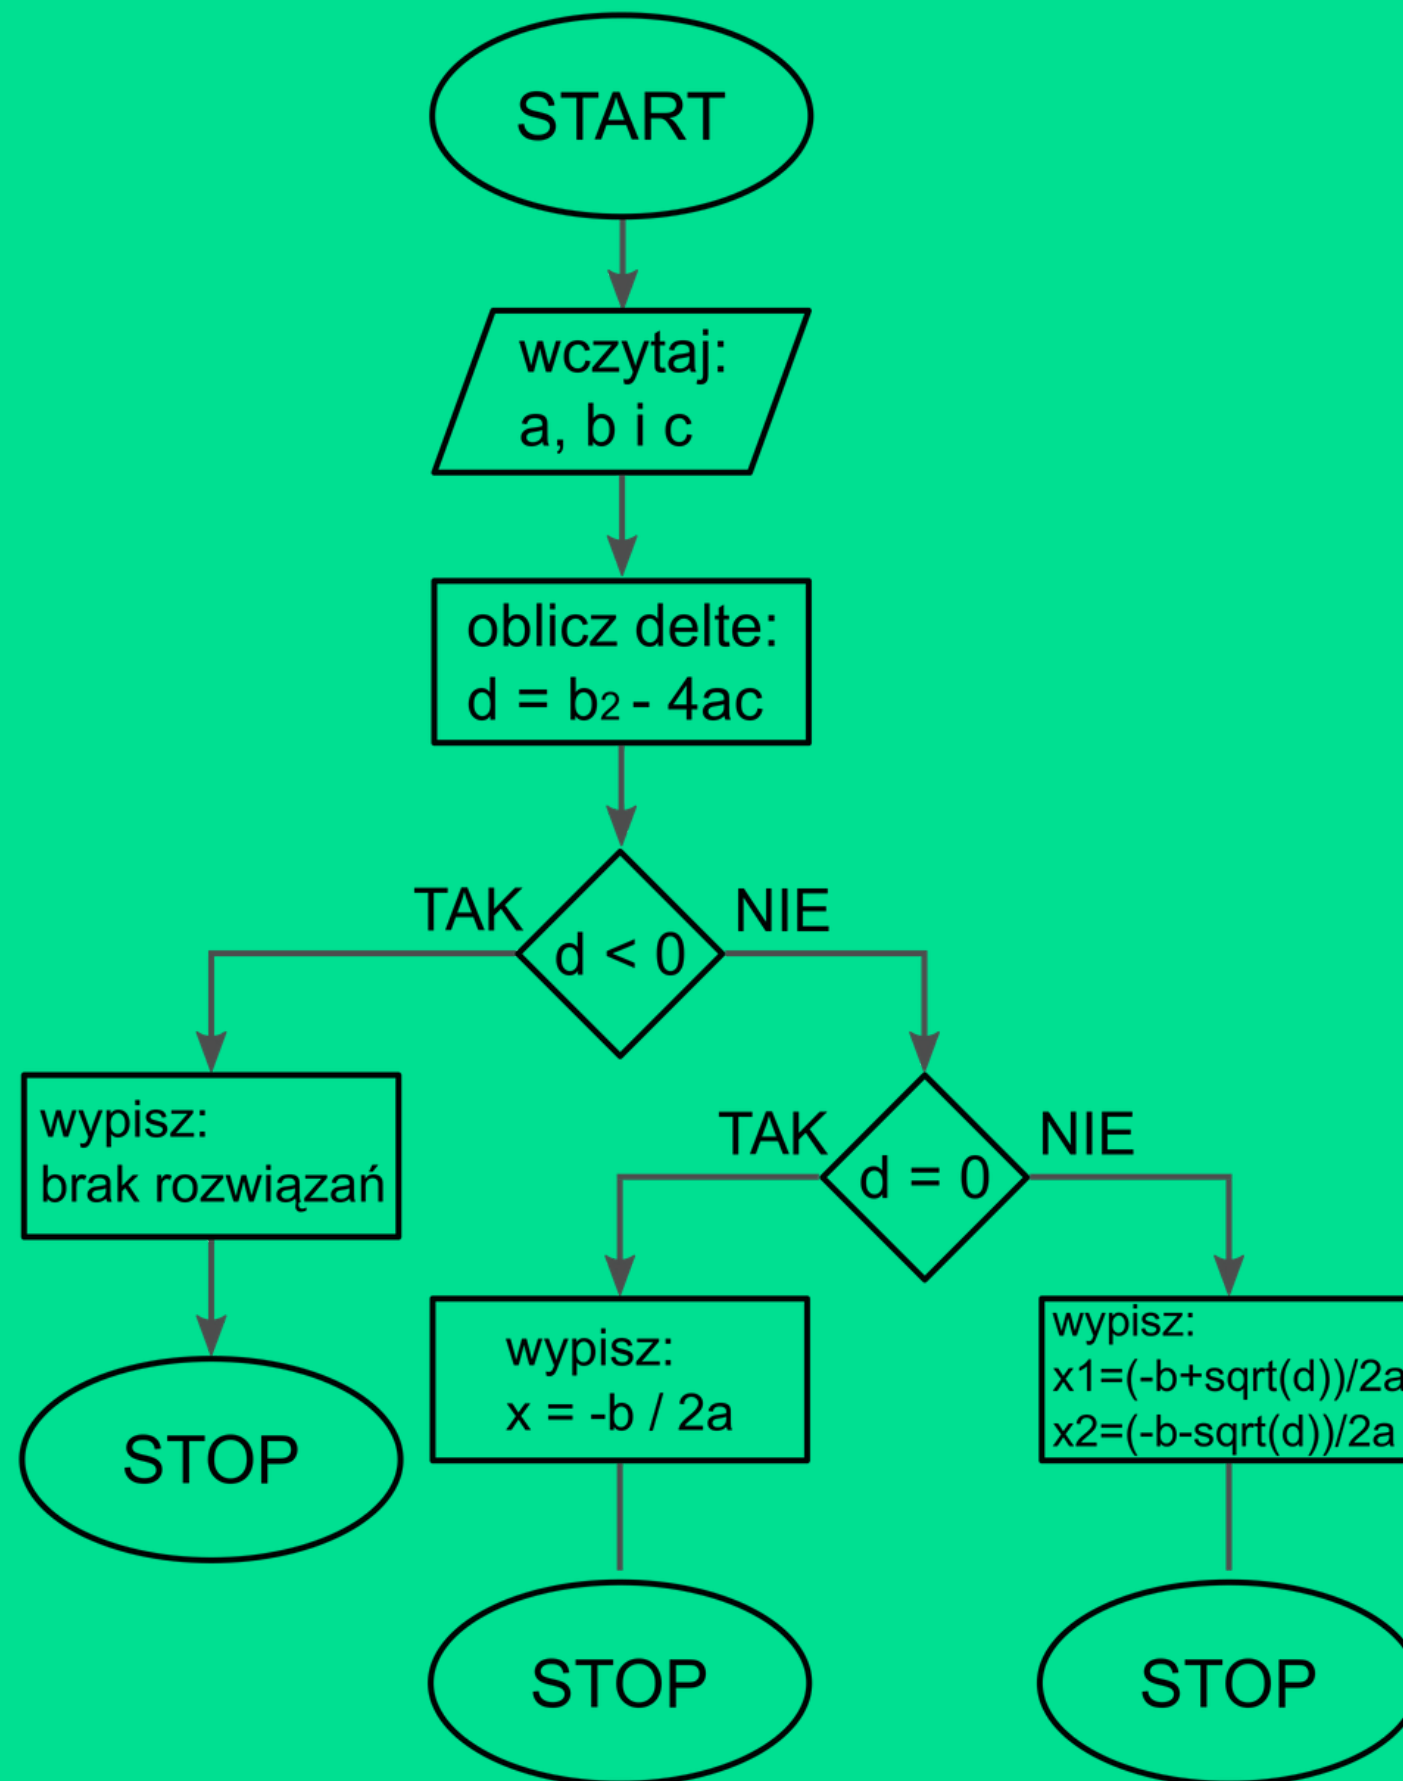 START
wczytaj:
a, b i c
oblicz delte:
d = b2 - 4ac
TAK
NIE
d < 0
wypisz:
brak rozwiązań
STOP
TAK
NIE
d = 0
wypisz:
x = -b / 2a
STOP
wypisz:
x1=(-b+sqrt(d))/2a
x2=(-b-sqrt(d))/2a
STOP